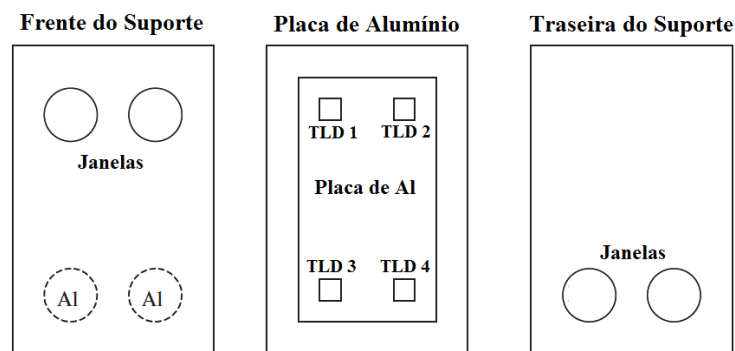 Frente do Suporte
Janelas
Al Al
Placa de Alumínio
TLD 1 TLD 2
Placa de Al
TLD 3 TLD 4
Traseira do Suporte
Janelas